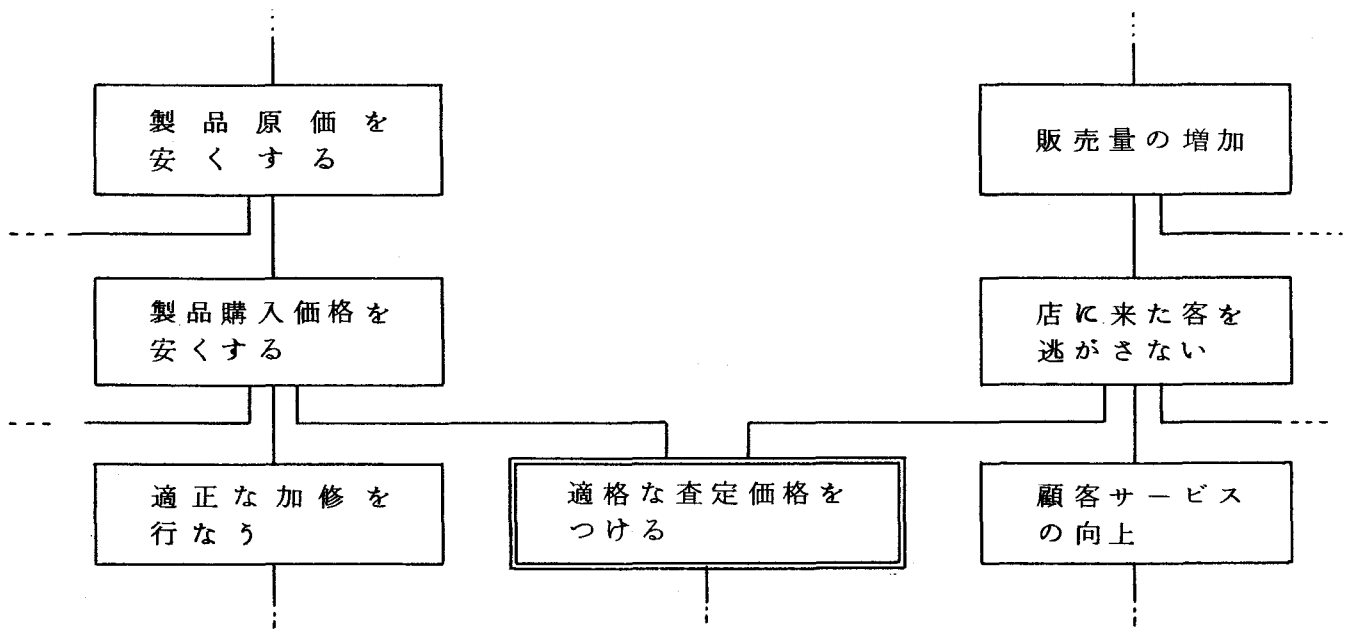 製品原価を
安くする
販売量の増加
製品購入価格を
安くする
店に来た客を
逃がさない
適正な加修を
行なう
適格な査定価格を
つける
顧客サービス
の向上